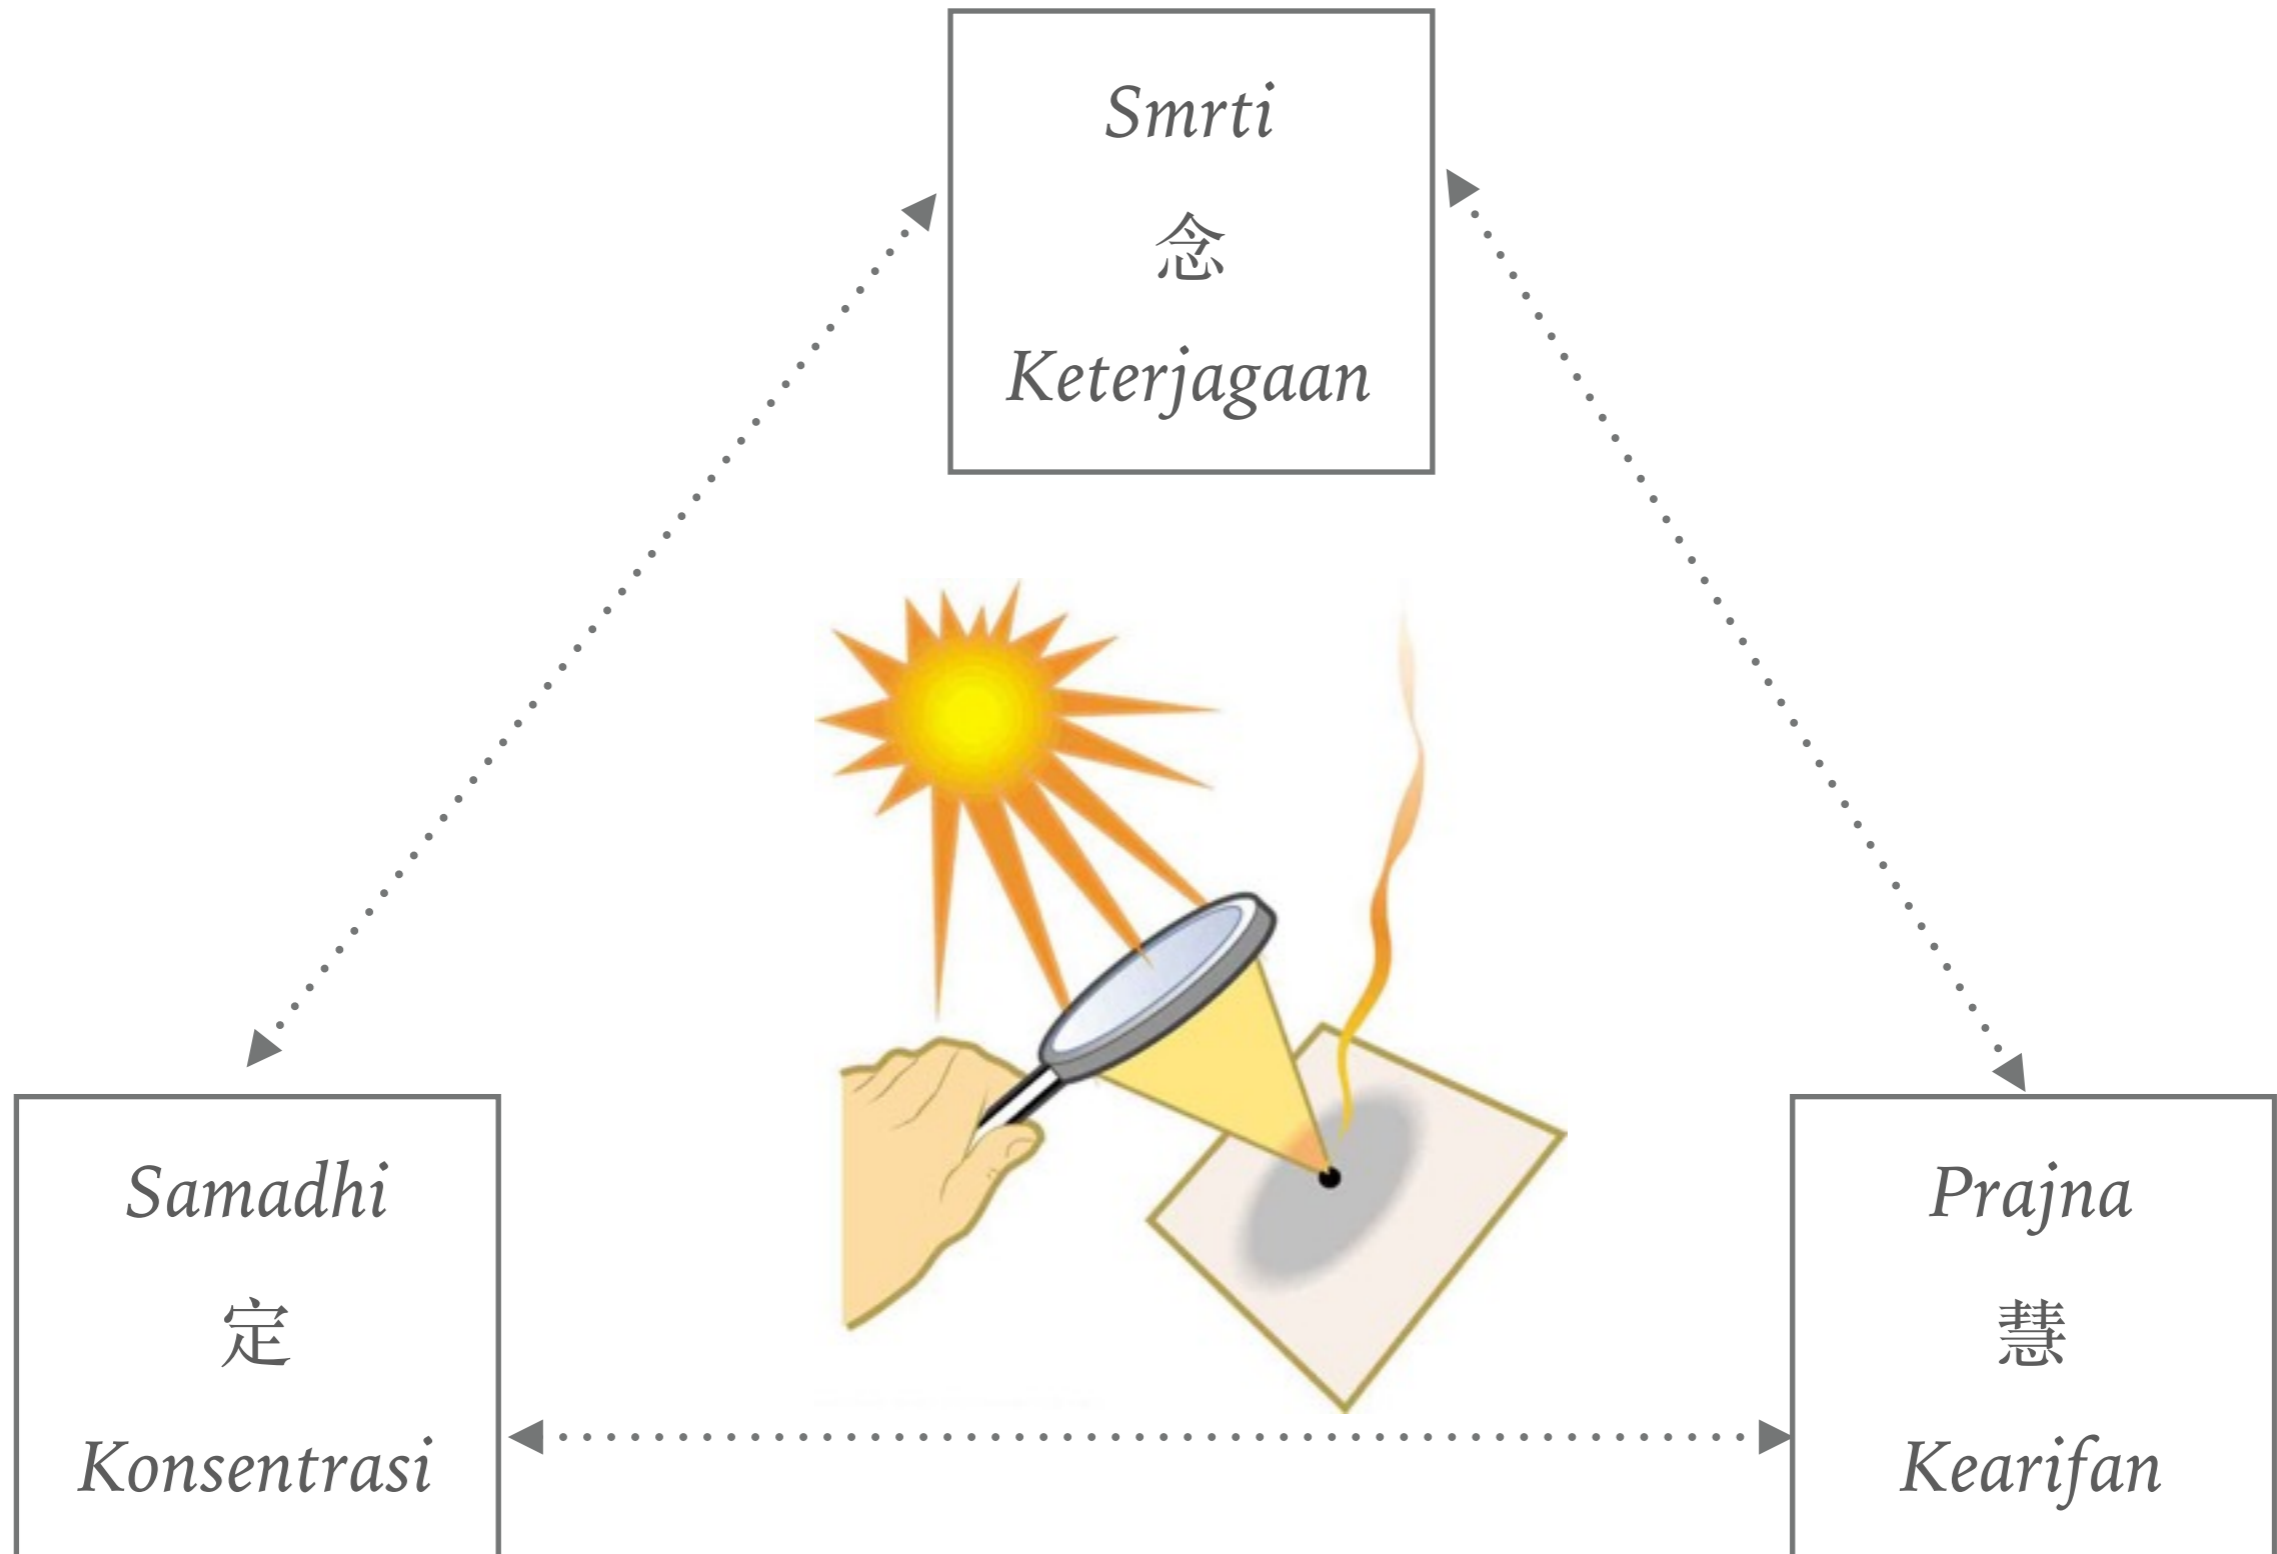 Smrti
念
Keterjagaan
Samadhi
定
Konsentrasi
Prajna
慧
Kearifan